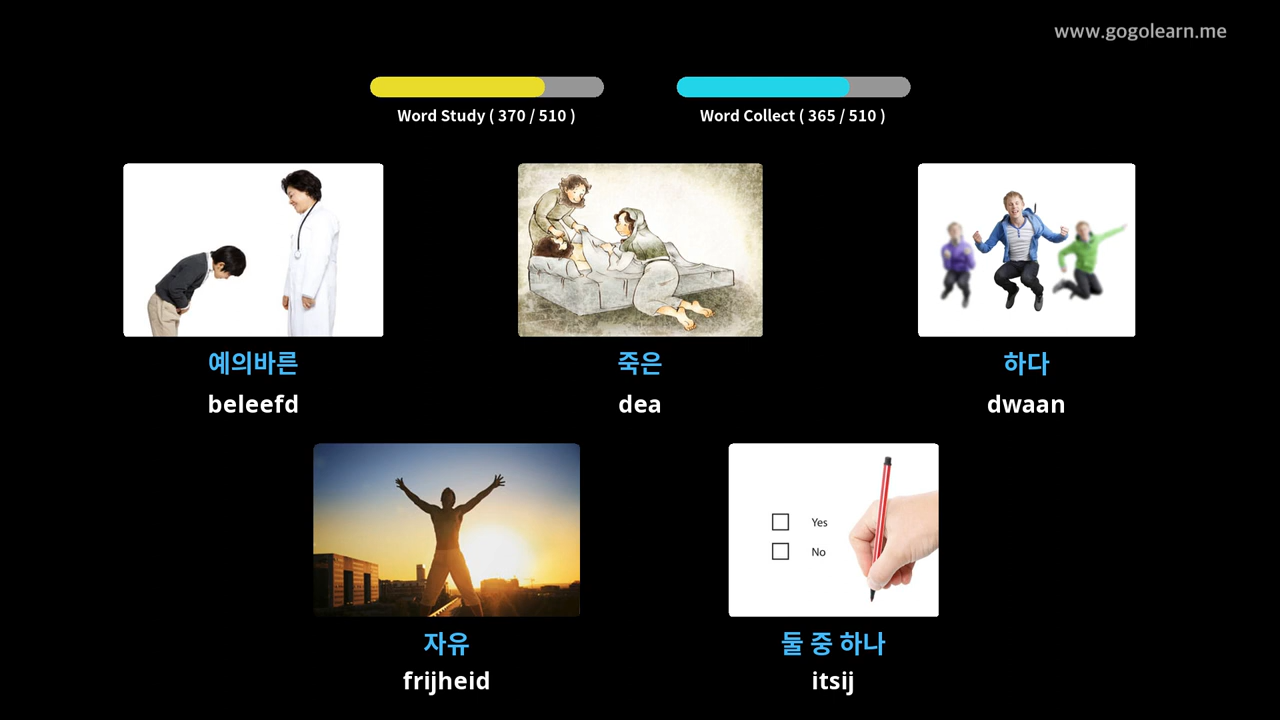 www.gogolearn.me
Word Study ( 370 / 510 )
Word Collect ( 365 / 510 )
예의바른
죽은
하다
beleefd
dea
dwaan
Yes
No
자유
둘 중 하나
frijheid
itsij